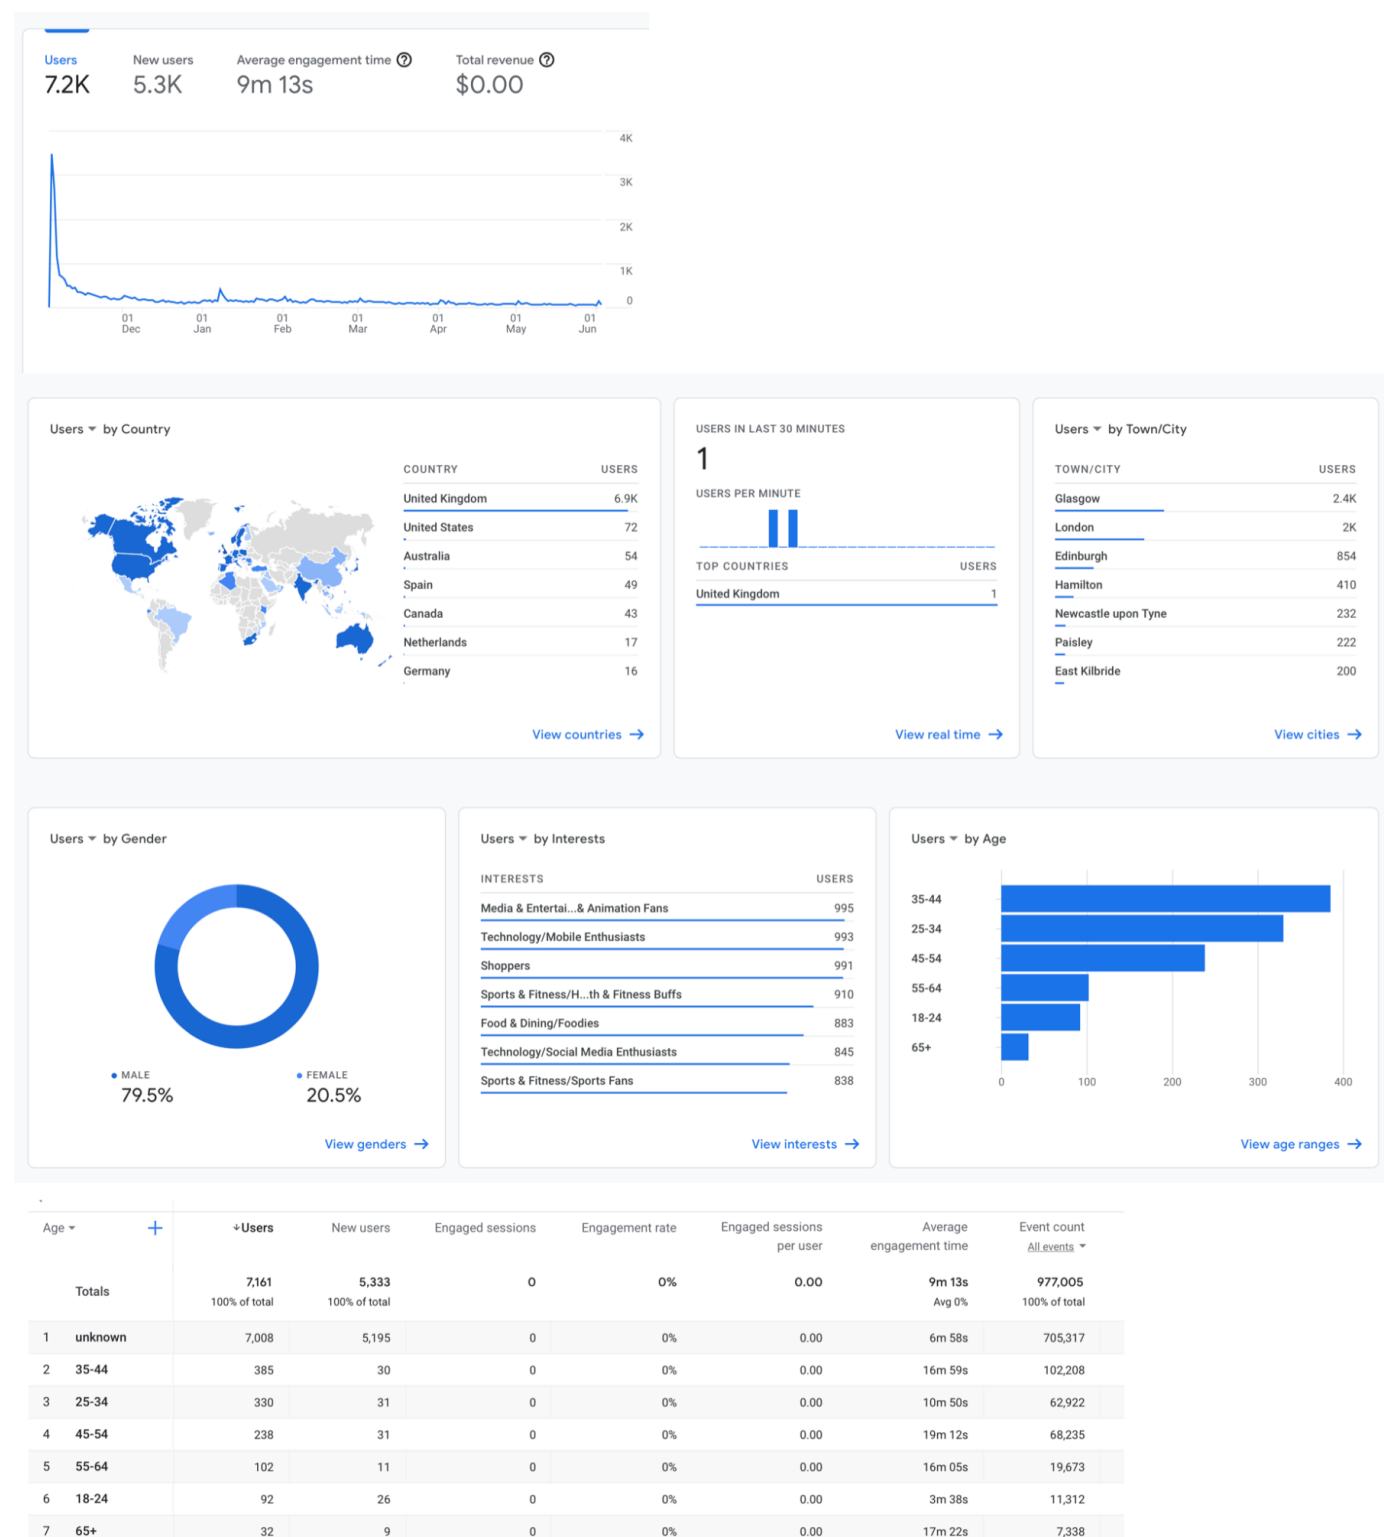 Users New users Average engagement time Total revenue
7.2K 5.3K 9m 13s $0.00
4K
3K
2K
1K
0
01 01 01 01 01 01 01
Dec Jan Feb Mar Apr May Jun
Users by Country
COUNTRY USERS
United Kingdom 6.9K
United States 72
Australia 54
Spain 49
Canada 43
Netherlands 17
Germany 16
View countries
USERS IN LAST 30 MINUTES
1
USERS PER MINUTE
TOP COUNTRIES USERS
United Kingdom 1
View real time
Users by Town/City
TOWN/CITY USERS
Glasgow 2.4K
London 2K
Edinburgh 854
Hamilton 410
Newcastle upon Tyne 232
Paisley 222
East Kilbride 200
View cities
Users by Gender
MALE FEMALE
79.5% 20.5%
View genders
Users by Interests
INTERESTS USERS
Media & Entertai...& Animation Fans 995
Technology/Mobile Enthusiasts 993
Shoppers 991
Sports & Fitness/H...th & Fitness Buffs 910
Food & Dining/Foodies 883
Technology/Social Media Enthusiasts 845
Sports & Fitness/Sports Fans 838
View interests
Users by Age
35-44
25-34
45-54
55-64
18-24
65+
0 100 200 300 400
View age ranges
Age + Users New users Engaged sessions Engagement rate Engaged sessions per user Average engagement time Event count
All events
Totals 7,161 5,333 0 0% 0.00 9m 13s 977,005
100% of total 100% of total Avg 0% 100% of total
1 unknown 7,008 5,195 0 0% 0.00 6m 58s 705,317
2 35-44 385 30 0 0% 0.00 16m 59s 102,208
3 25-34 330 31 0 0% 0.00 10m 50s 62,922
4 45-54 238 31 0 0% 0.00 19m 12s 68,235
5 55-64 102 11 0 0% 0.00 16m 05s 19,673
6 18-24 92 26 0 0% 0.00 3m 38s 11,312
7 65+ 32 9 0 0% 0.00 17m 22s 7,338